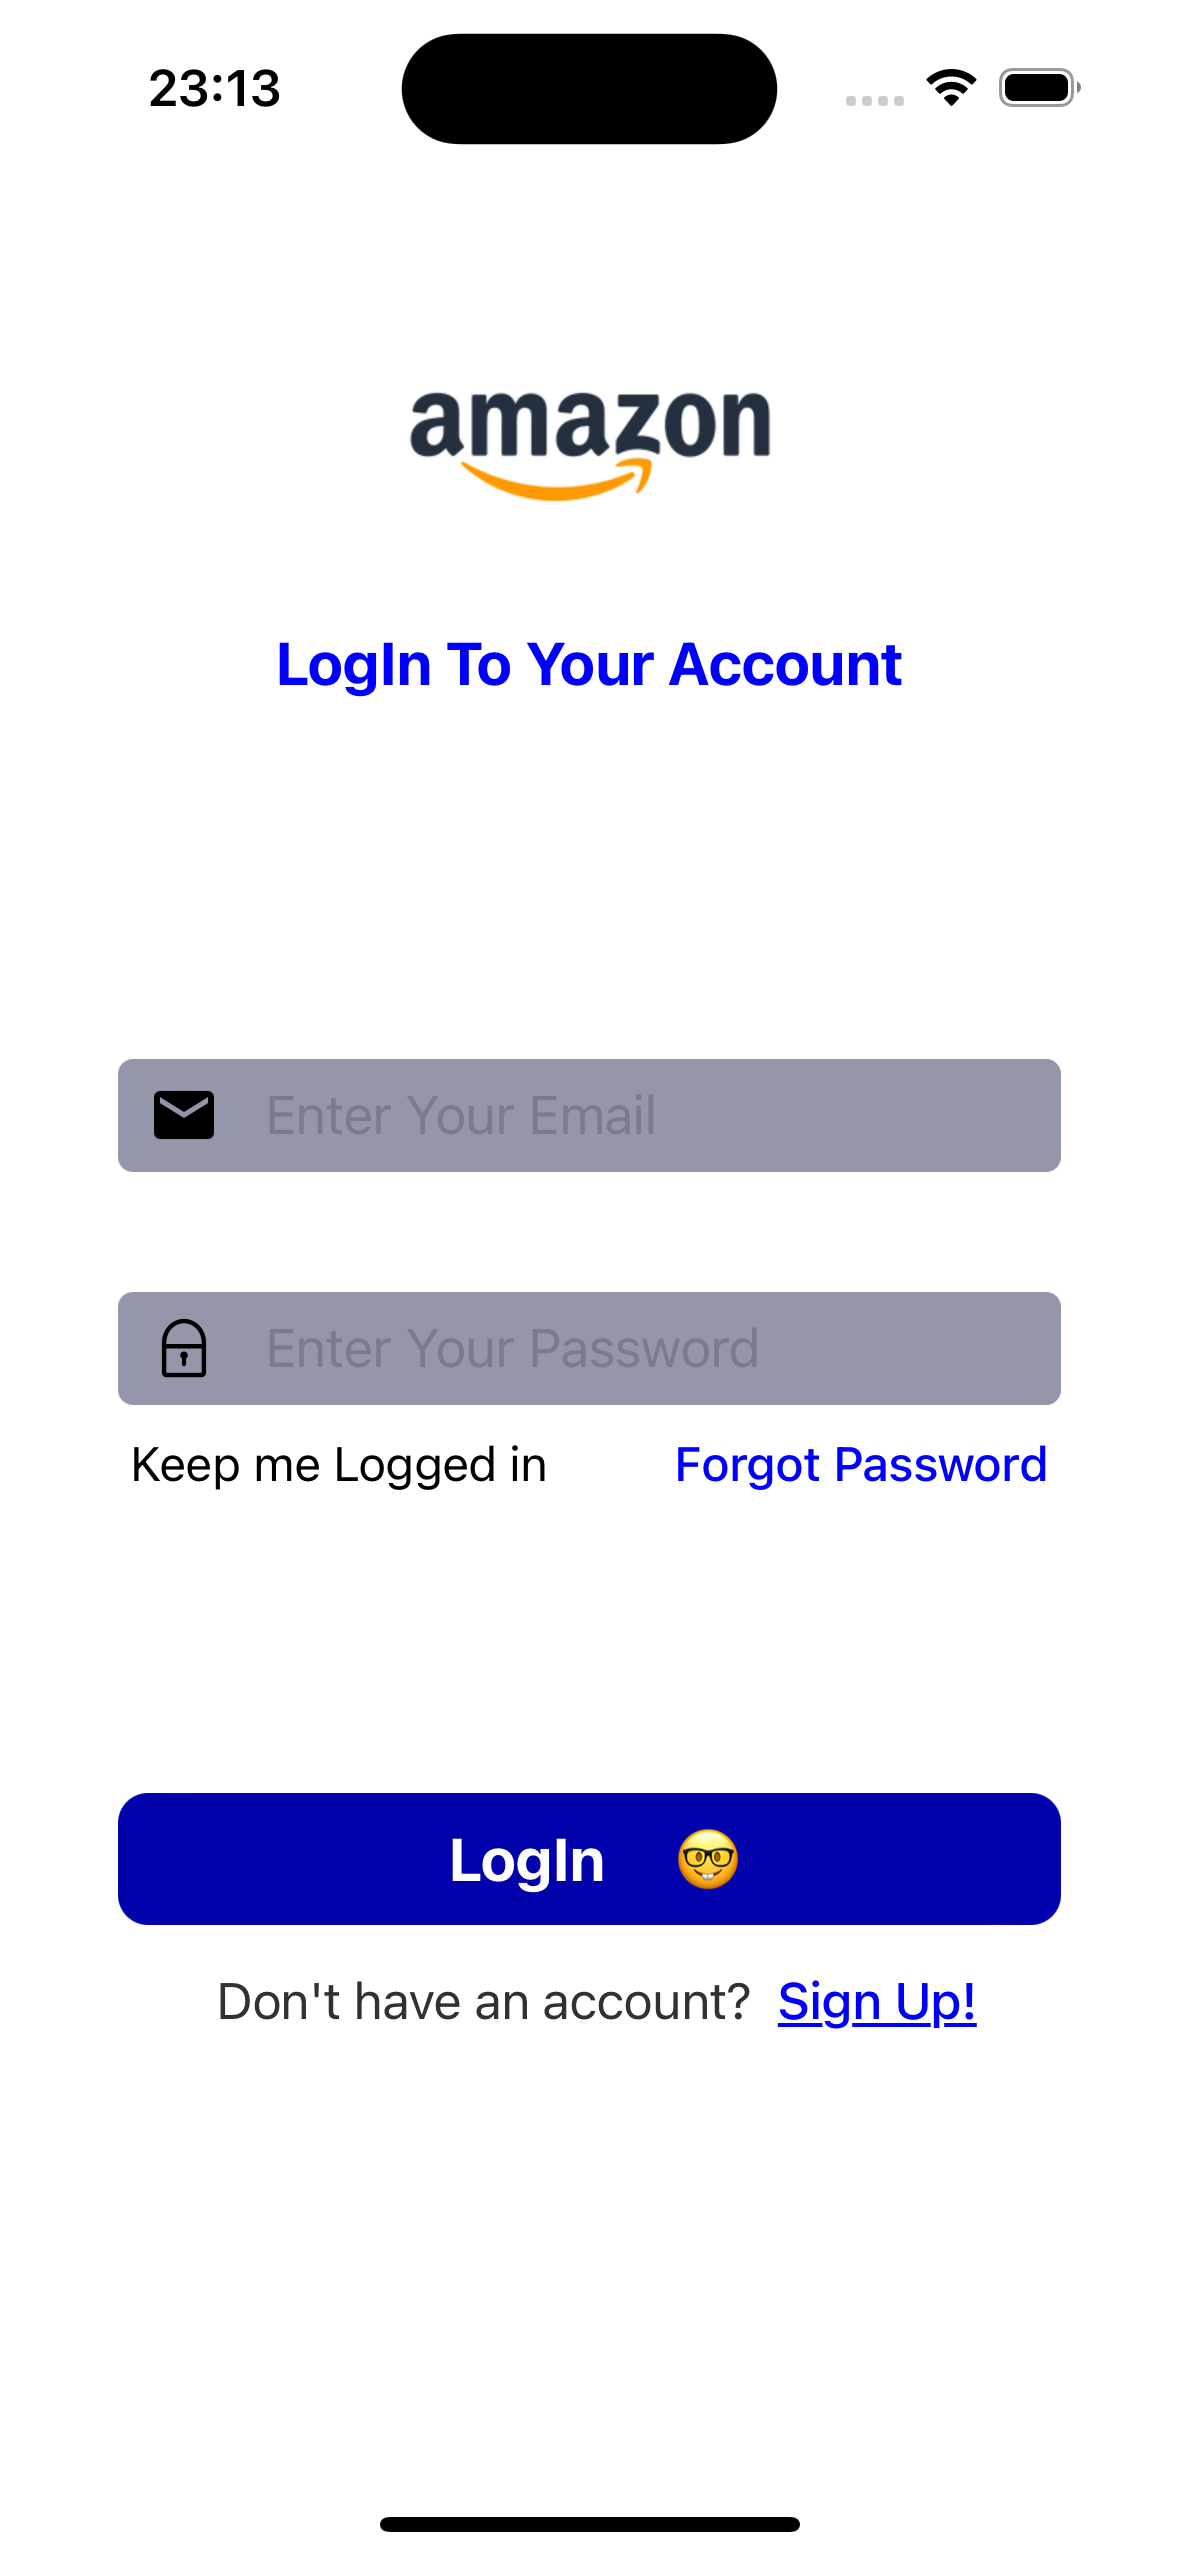 23:13
amazon
LogIn To Your Account
Enter Your Email
Enter Your Password
Keep me Logged in Forgot Password
LogIn 🤓
Don't have an account? Sign Up!